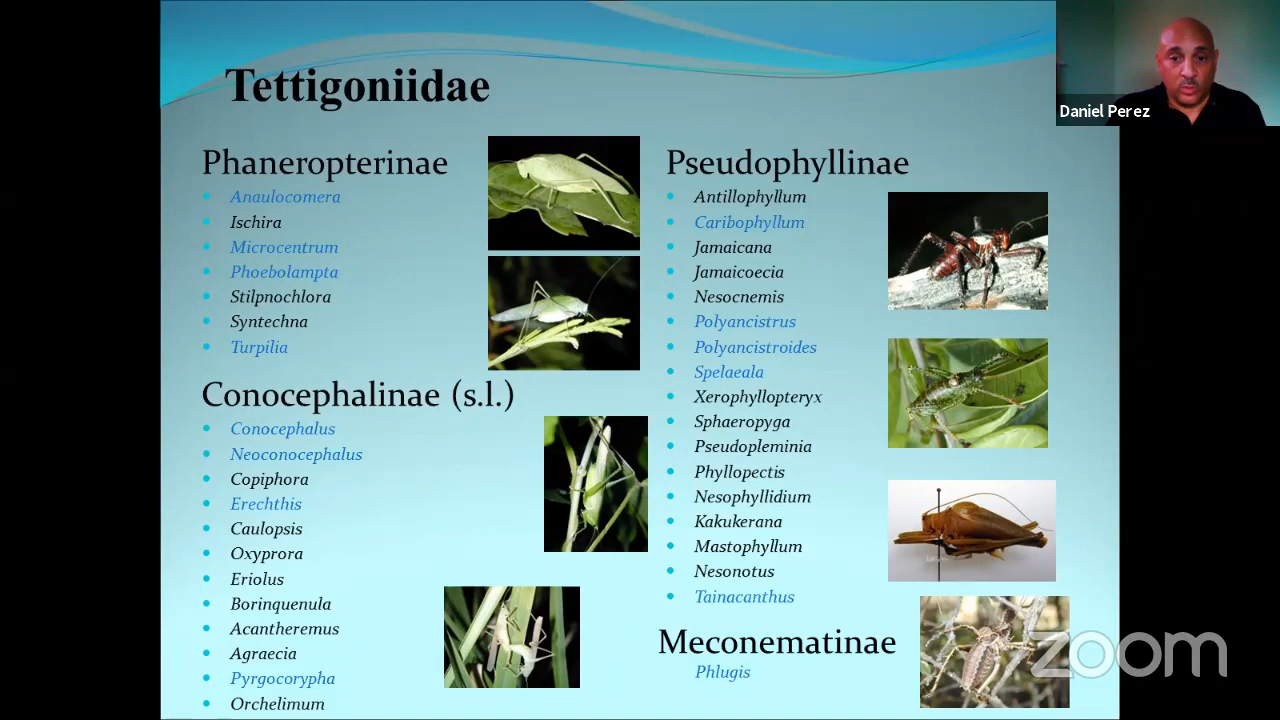 Tettigoniidae
Phaneropterinae
Anaulocomera
Ischira
Microcentrum
Phoebolampta
Stilpnochlora
Syntechna
Turpilia
Conocephalinae (s.l.)
Conocephalus
Neoconocephalus
Copiphora
Erechthis
Caulopsis
Oxyprora
Eriolus
Borinquenula
Acantheremus
Agraecia
Pyrgocorypha
Orchelimum
Pseudophyllinae
Antillophyllum
Caribophyllum
Jamaicana
Jamaicoecia
Nesocnemis
Polyancistrus
Polyancistroides
Spelaeala
Xerophyllopteryx
Sphaeropyga
Pseudopleminia
Phyllopectis
Nesophyllidium
Kakukerana
Mastophyllum
Nesonotus
Tainacanthus
Meconematinae
Phlugis
Daniel Perez
zoom